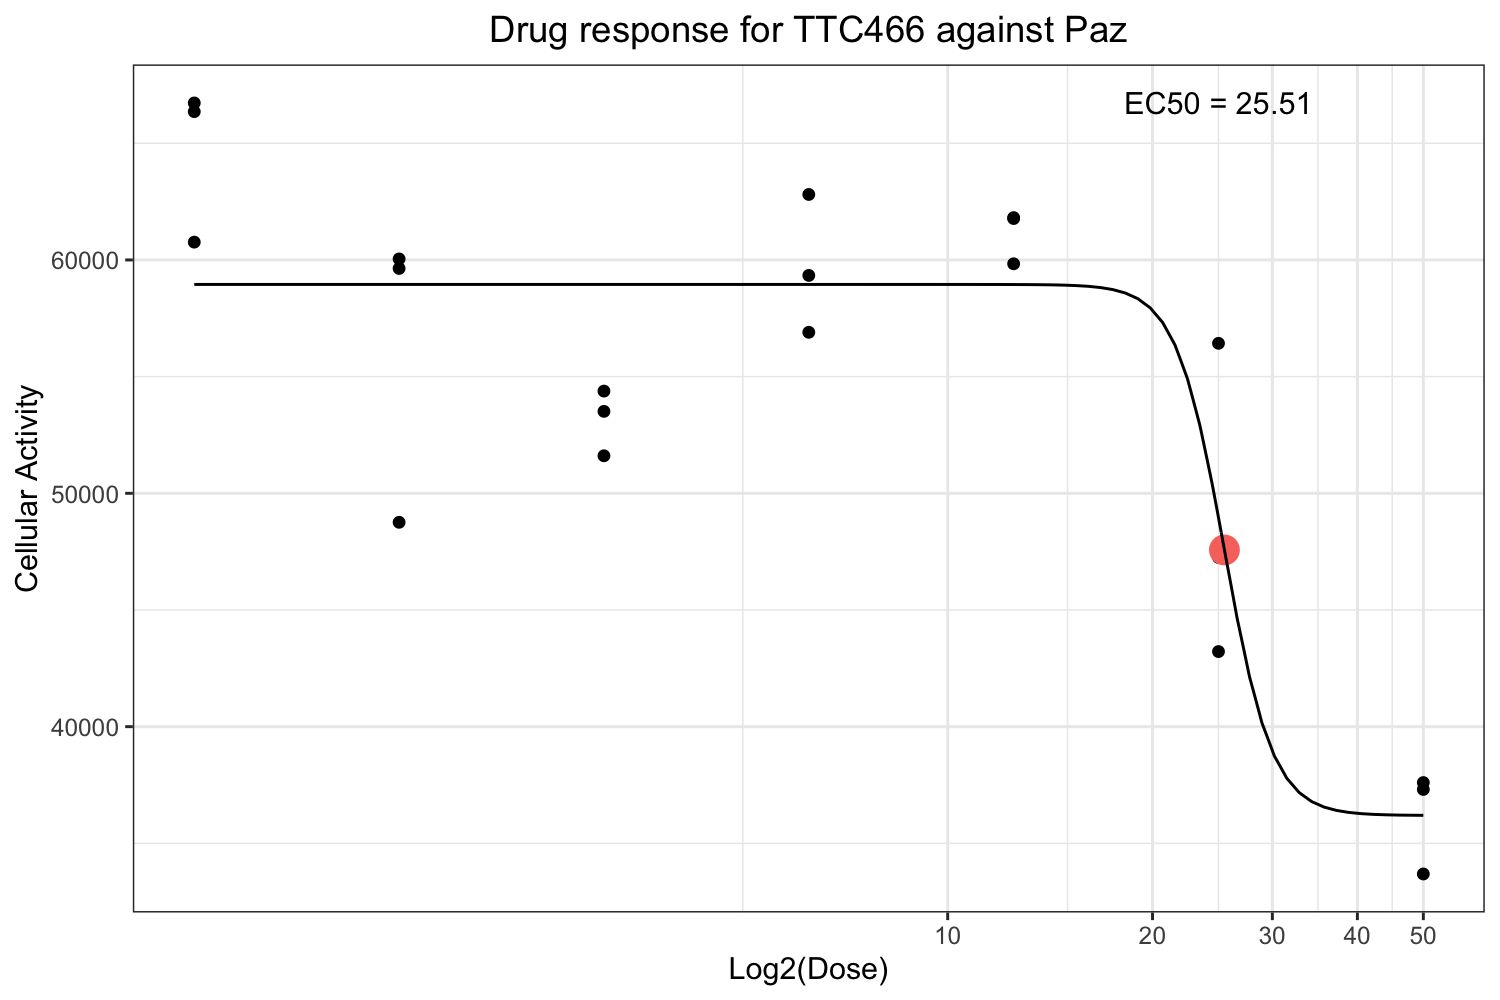 Drug response for TTC466 against Paz
EC50 = 25.51
60000
50000
40000
Cellular Activity
10 20 30 40 50
Log2(Dose)